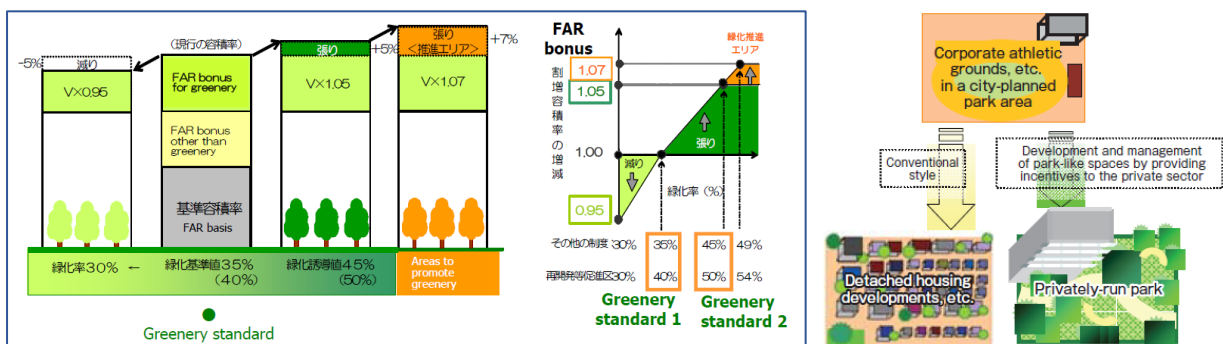 (現行の容積率)
-5%
減り
V×0.95
FAR bonus
for greenery
FAR bonus
other than
greenery
基準容積率
FAR basis
張り
+5%
V×1.05
張り
<推進エリア>
+7%
V×1.07
緑化率30% ←
緑化基準値35%
(40%)
緑化誘導値45%
(50%)
Areas to
promote
greenery
Greenery standard
FAR
bonus
割増容積率の増減
1.07
1.05
1.00
0.95
緑化推進
エリア
張り
減り
緑化率 (%)
その他の制度 30% 35% 45% 49%
再開発等促進区 30% 40% 50% 54%
Greenery
standard 1
Greenery
standard 2
Corporate athletic
grounds, etc.
in a city-planned
park area
Conventional
style
Development and management
of park-like spaces by providing
incentives to the private sector
Detached housing
developments, etc.
Privately-run park